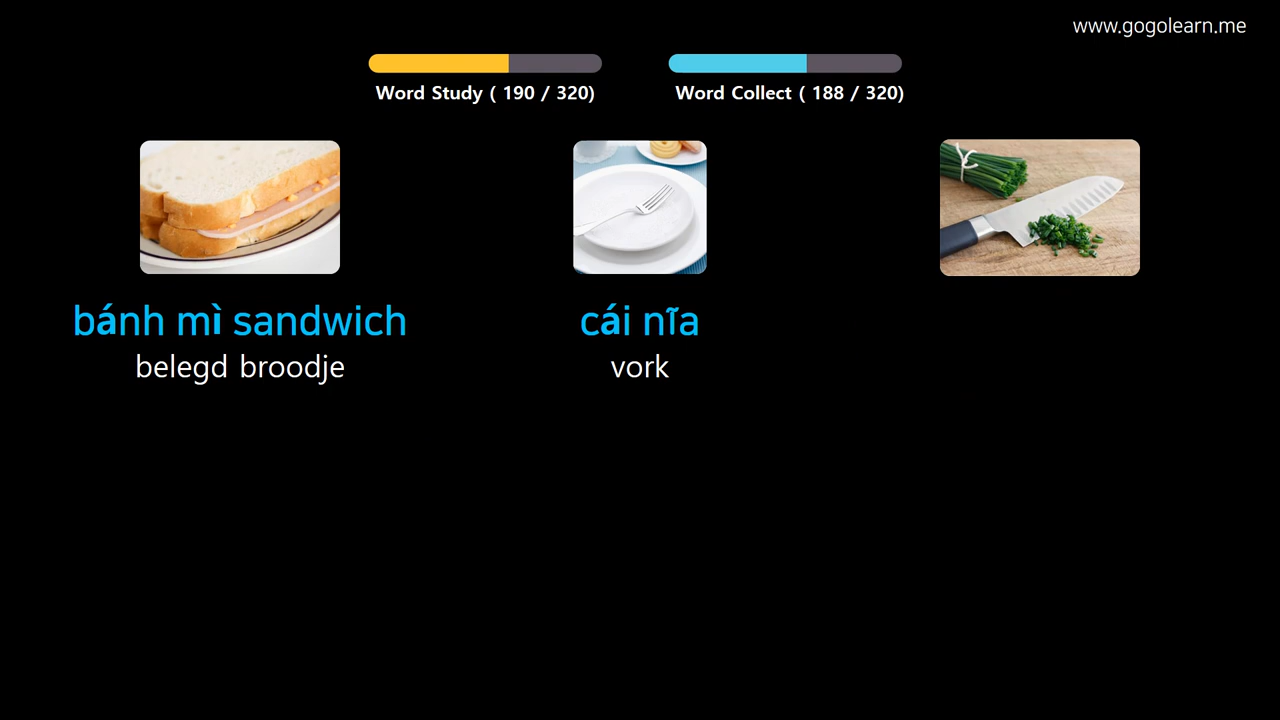 www.gogolearn.me
Word Study ( 190 / 320)
Word Collect ( 188 / 320)
bánh mì sandwich
belegd broodje
cái nĩa
vork